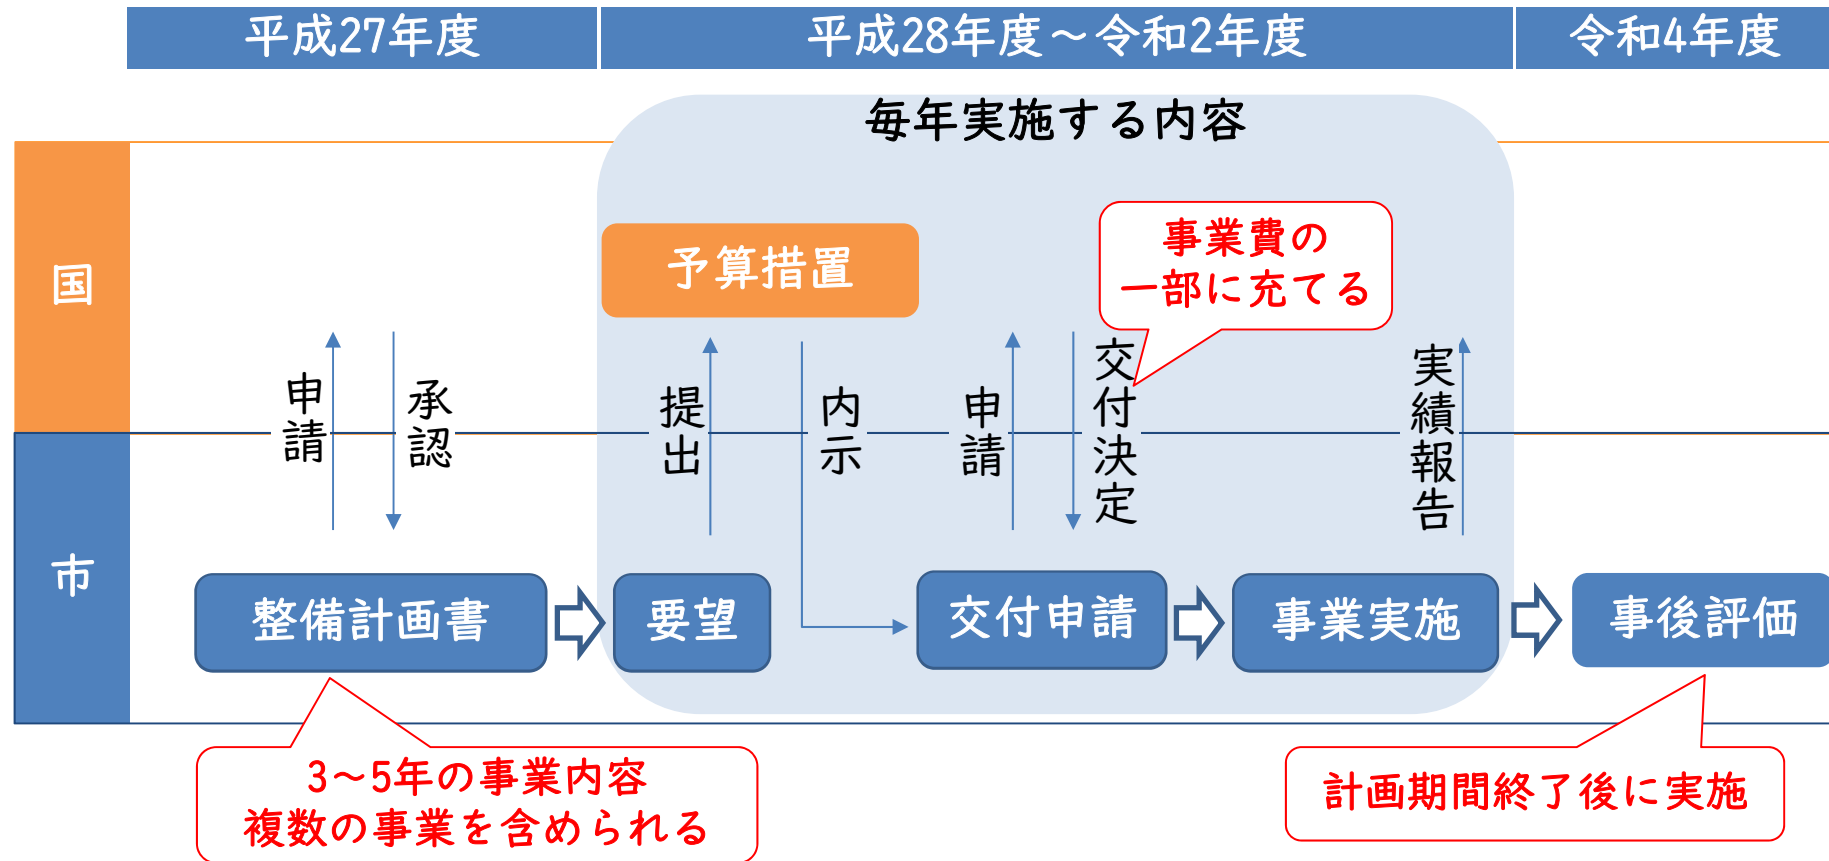 平成27年度
平成28年度～令和2年度
令和4年度
毎年実施する内容
国
予算措置
事業費の
一部に充てる
申請
承認
提出
内示
申請
交付決定
実績報告
市
整備計画書
要望
交付申請
事業実施
事後評価
3～5年の事業内容
複数の事業を含められる
計画期間終了後に実施